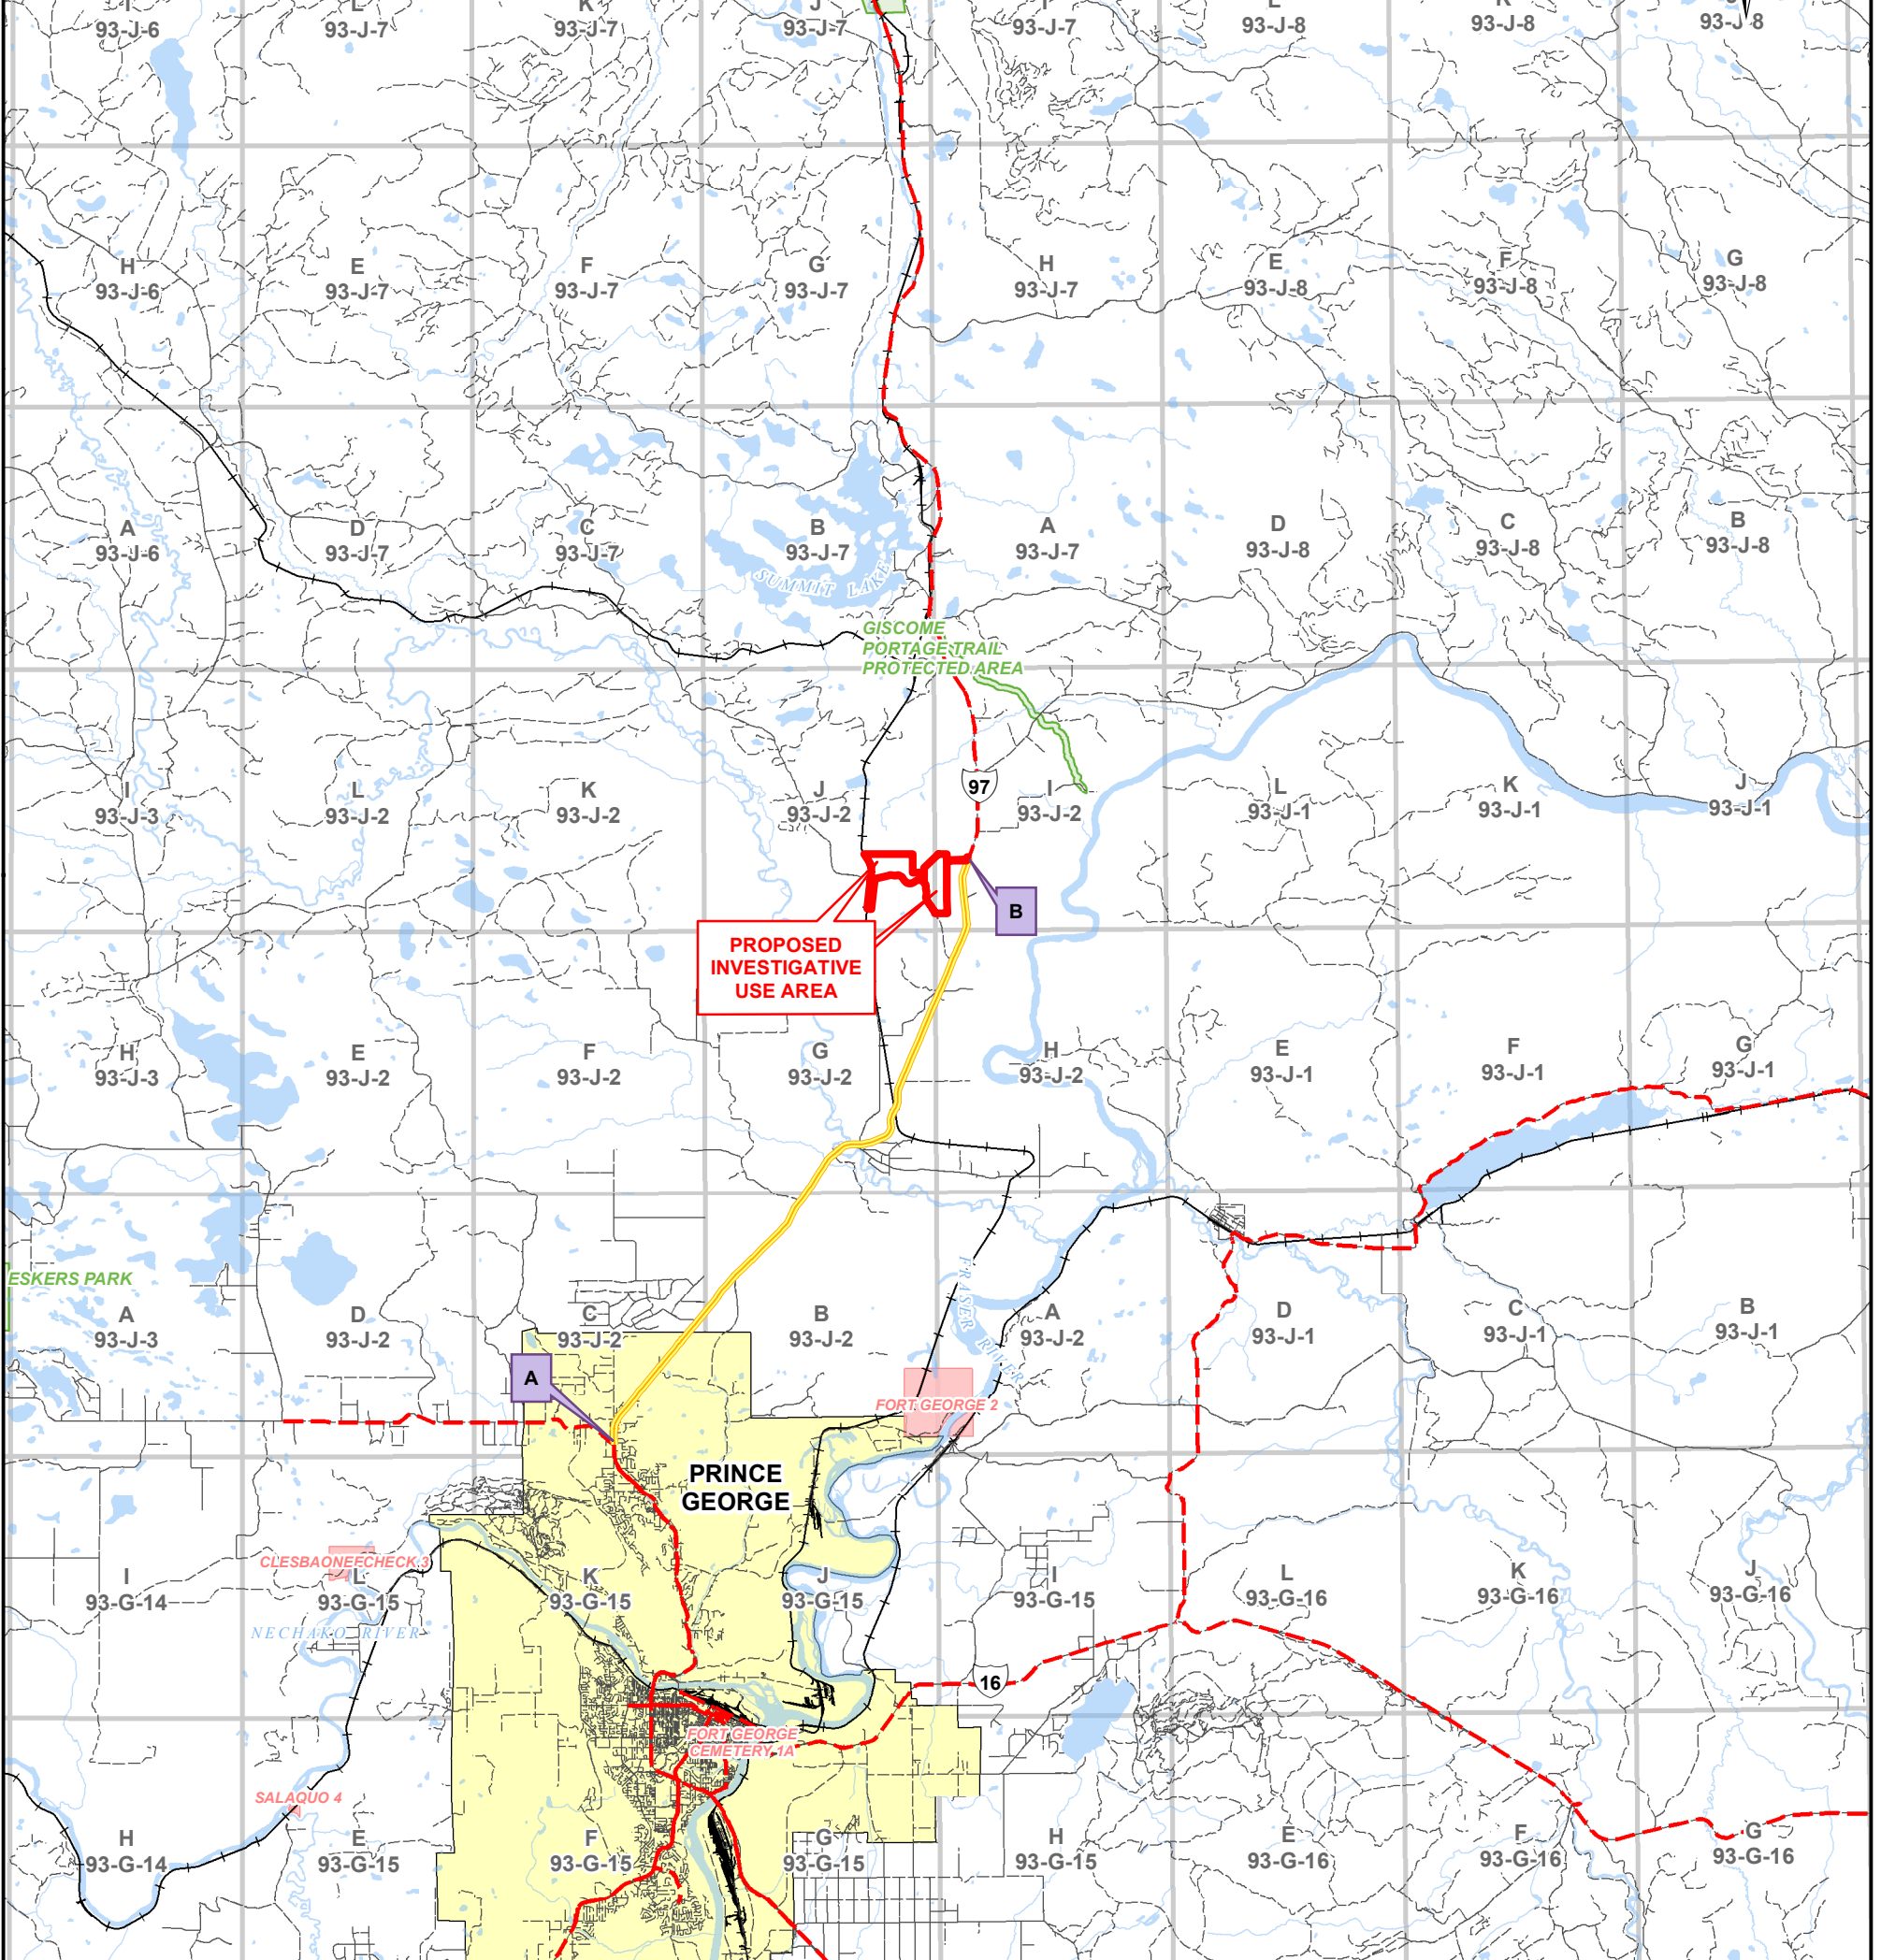 I
93-J-6
L
93-J-7
K
93-J-7
J
93-J-7
I
93-J-7
L
93-J-8
K
93-J-8
93-J-8
H
93-J-6
E
93-J-7
F
93-J-7
G
93-J-7
H
93-J-7
E
93-J-8
F
93-J-8
G
93-J-8
A
93-J-6
D
93-J-7
C
93-J-7
B
93-J-7
A
93-J-7
D
93-J-8
C
93-J-8
B
93-J-8
SUMMIT LAKE
GISCOME
PORTAGE TRAIL
PROTECTED AREA
I
93-J-3
L
93-J-2
K
93-J-2
J
93-J-2
97
I
93-J-2
L
93-J-1
K
93-J-1
J
93-J-1
B
PROPOSED
INVESTIGATIVE
USE AREA
H
93-J-3
E
93-J-2
F
93-J-2
G
93-J-2
H
93-J-2
E
93-J-1
F
93-J-1
G
93-J-1
ESKERS PARK
A
93-J-3
D
93-J-2
C
93-J-2
B
93-J-2
FRASER RIVER
A
93-J-2
D
93-J-1
C
93-J-1
B
93-J-1
A
FORT GEORGE 2
PRINCE
GEORGE
CLESBAONEECHECK 3
I
93-G-14
L
93-G-15
K
93-G-15
J
93-G-15
I
93-G-15
L
93-G-16
K
93-G-16
J
93-G-16
NECHAKO RIVER
16
FORT GEORGE
CEMETERY 1A
SALAQUO 4
H
93-G-14
E
93-G-15
F
93-G-15
G
93-G-15
H
93-G-15
E
93-G-16
F
93-G-16
G
93-G-16